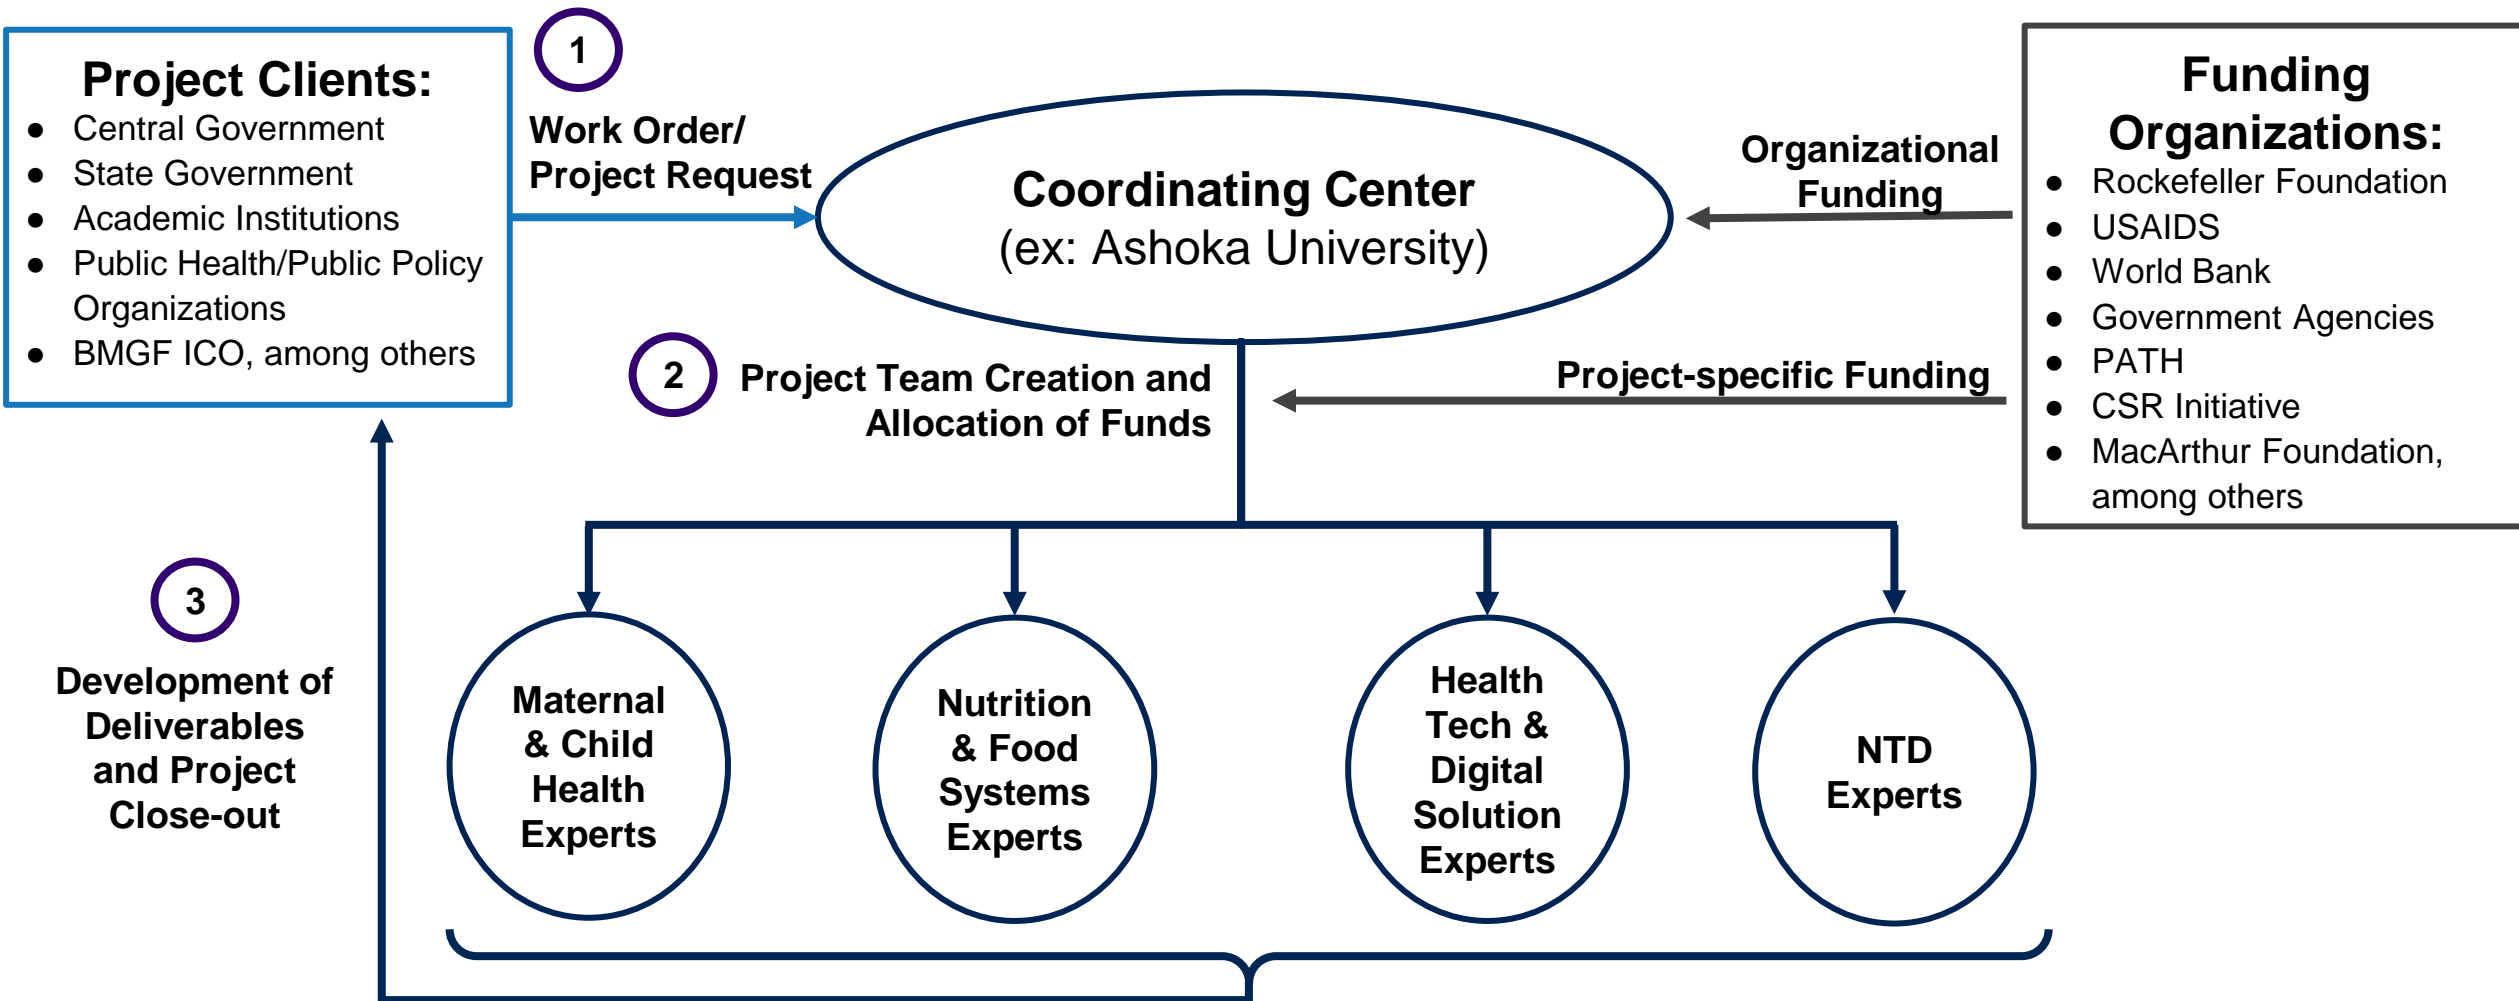 Project Clients:
● Central Government
● State Government
● Academic Institutions
● Public Health/Public Policy
Organizations
● BMGF ICO, among others
1
Work Order/
Project Request
Coordinating Center
(ex: Ashoka University)
Organizational
Funding
Funding
Organizations:
● Rockefeller Foundation
● USAIDS
● World Bank
● Government Agencies
● PATH
● CSR Initiative
● MacArthur Foundation,
among others
2
Project Team Creation and
Allocation of Funds
Project-specific Funding
3
Development of
Deliverables
and Project
Close-out
Maternal
& Child
Health
Experts
Nutrition
& Food
Systems
Experts
Health
Tech &
Digital
Solution
Experts
NTD
Experts